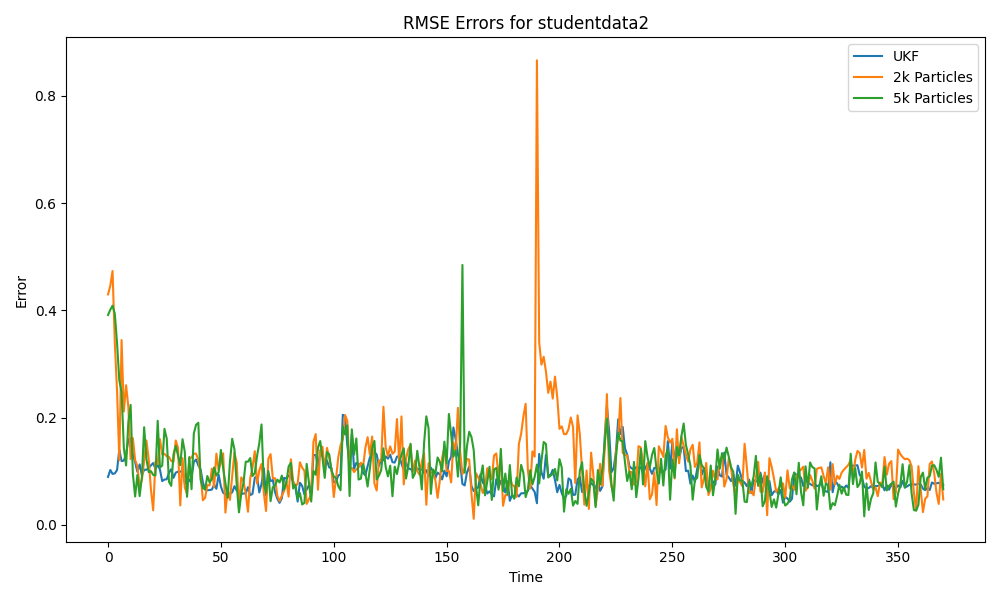 RMSE Errors for studentdata2
UKF
2k Particles
5k Particles
0.8
0.6
0.4
0.2
0.0
Error
0 50 100 150 200 250 300 350
Time